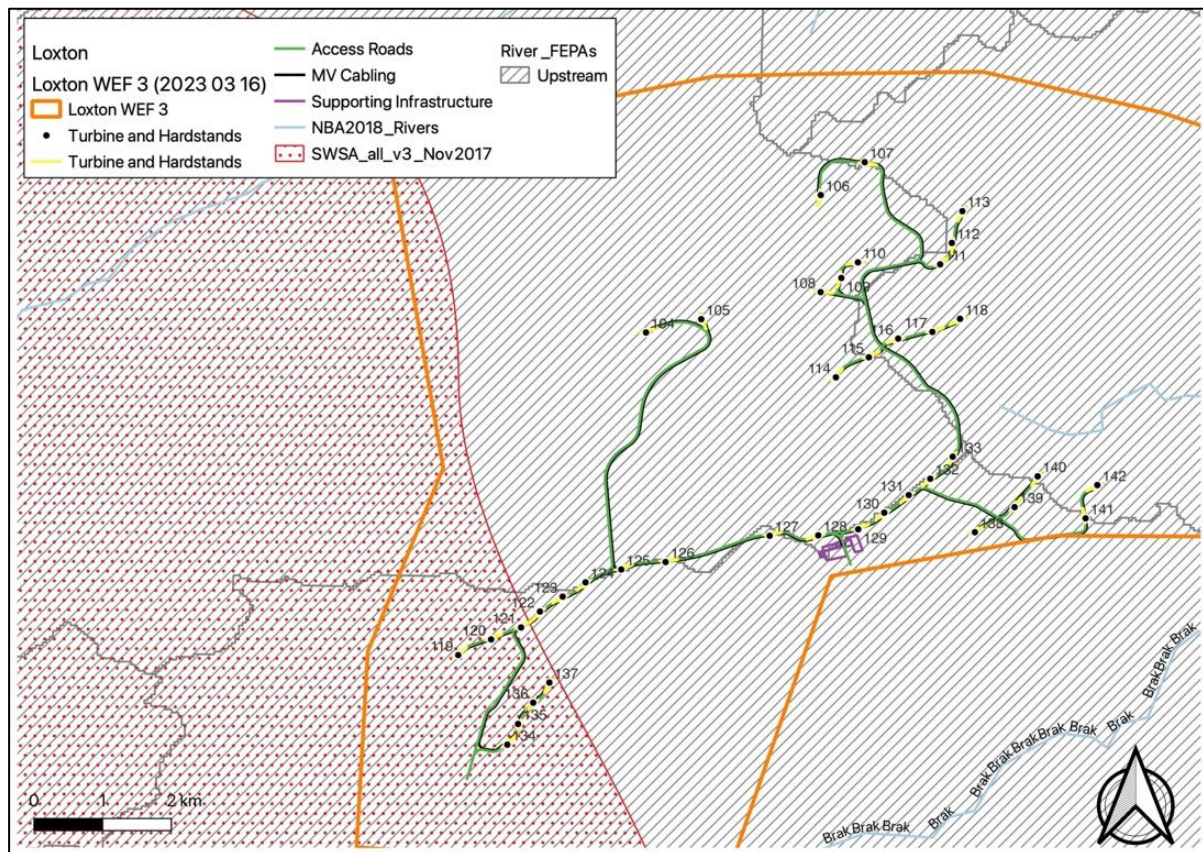 Loxton
Loxton WEF 3 (2023 03 16)
Loxton WEF 3
Turbine and Hardstands
Turbine and Hardstands
Access Roads
MV Cabling
Supporting Infrastructure
NBA2018_Rivers
SWSA_all_v3_Nov2017
River_FEPAs
Upstream
107
106
113
112
110
111
108
109
105
104
118
117
116
115
114
133
132
140
142
131
139
130
141
138
128
127
129
126
125
124
123
122
121
120
119
137
136
135
134
Brak
Brak
Brak
Brak
Brak
Brak
Brak
Brak
Brak
Brak
Brak
Brak
Brak
Brak
0 1 2 km